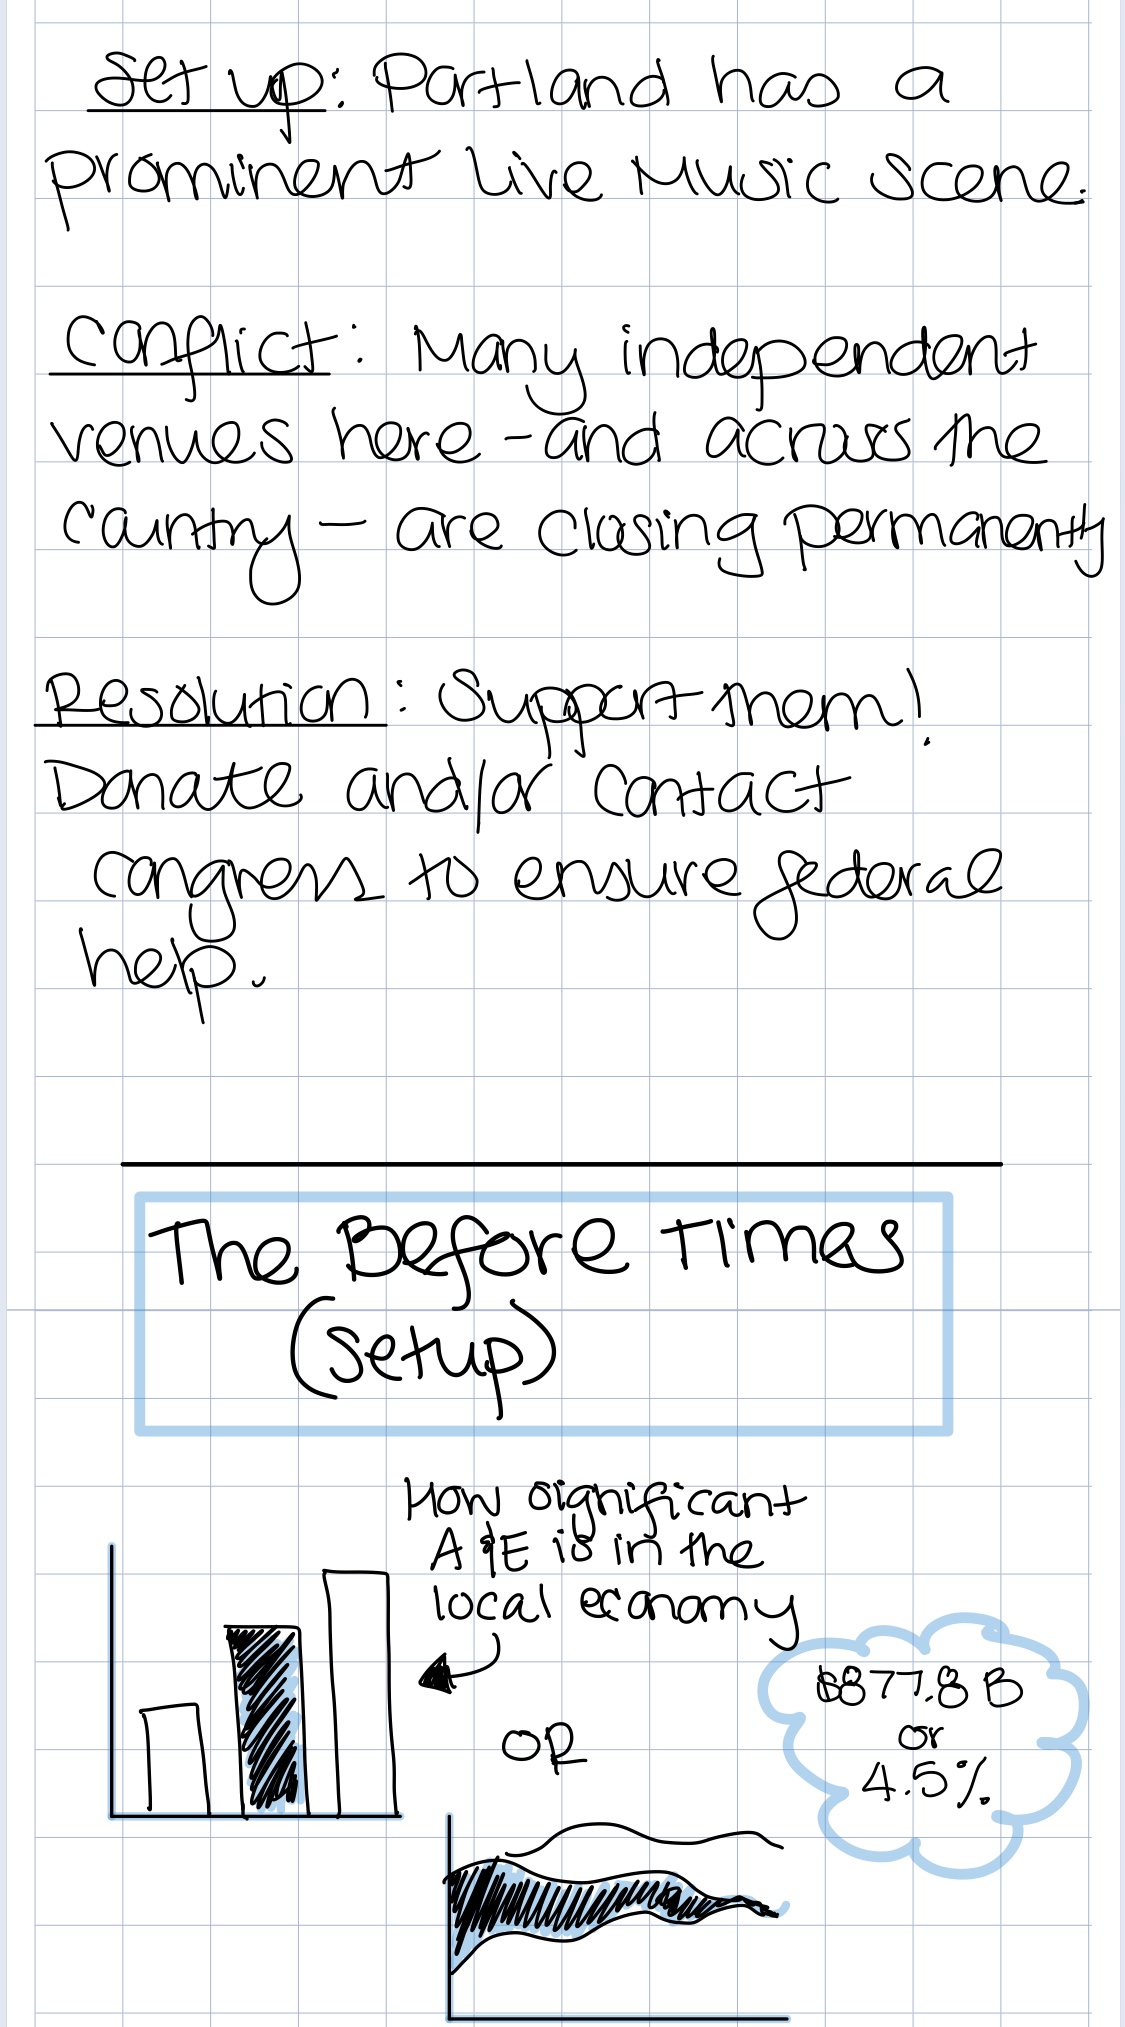 Set up: Portland has a
prominent Live Music Scene.
Conflict: Many independent
venues here - and across the
Country - are closing permanently
Resolution: Support them!
Donate and/or contact
congress to ensure federal
help.
The Before Times
(Setup)
How significant
A&E is in the
local economy
OR
$877.8 B
or
4.5%